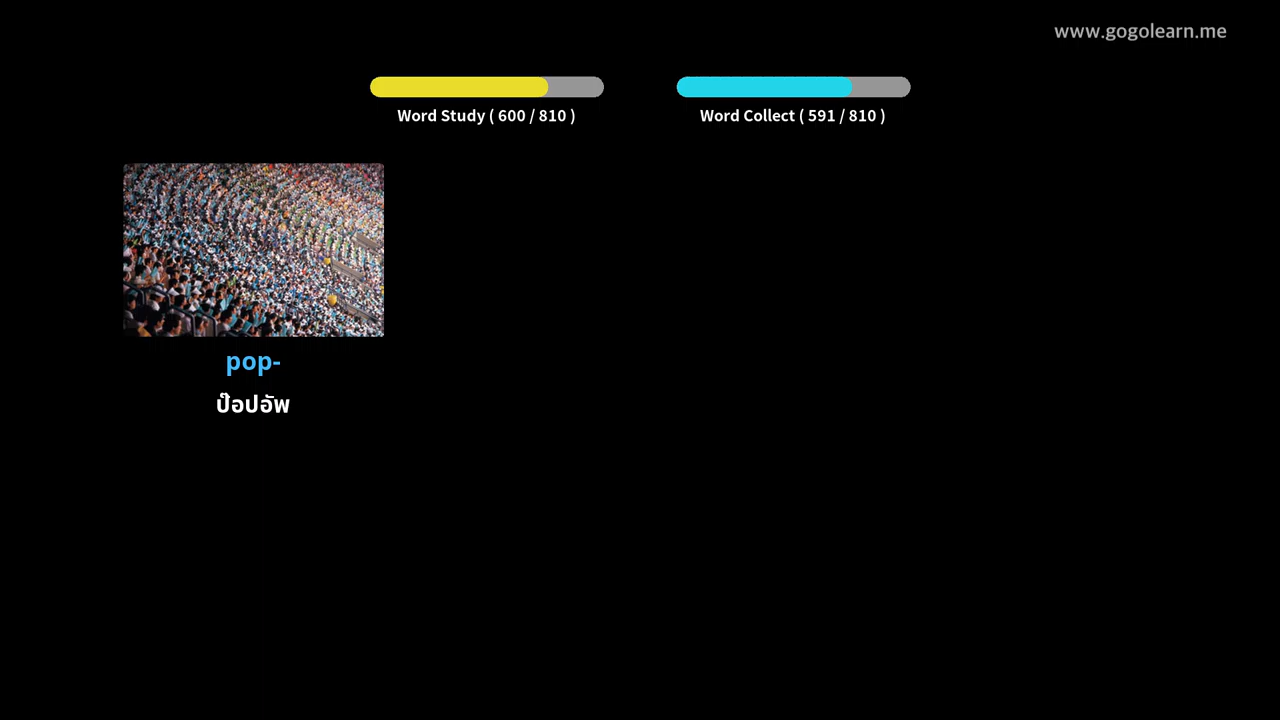 www.gogolearn.me
Word Study ( 600 / 810 )
Word Collect ( 591 / 810 )
pop-
ป๊อปอัพ